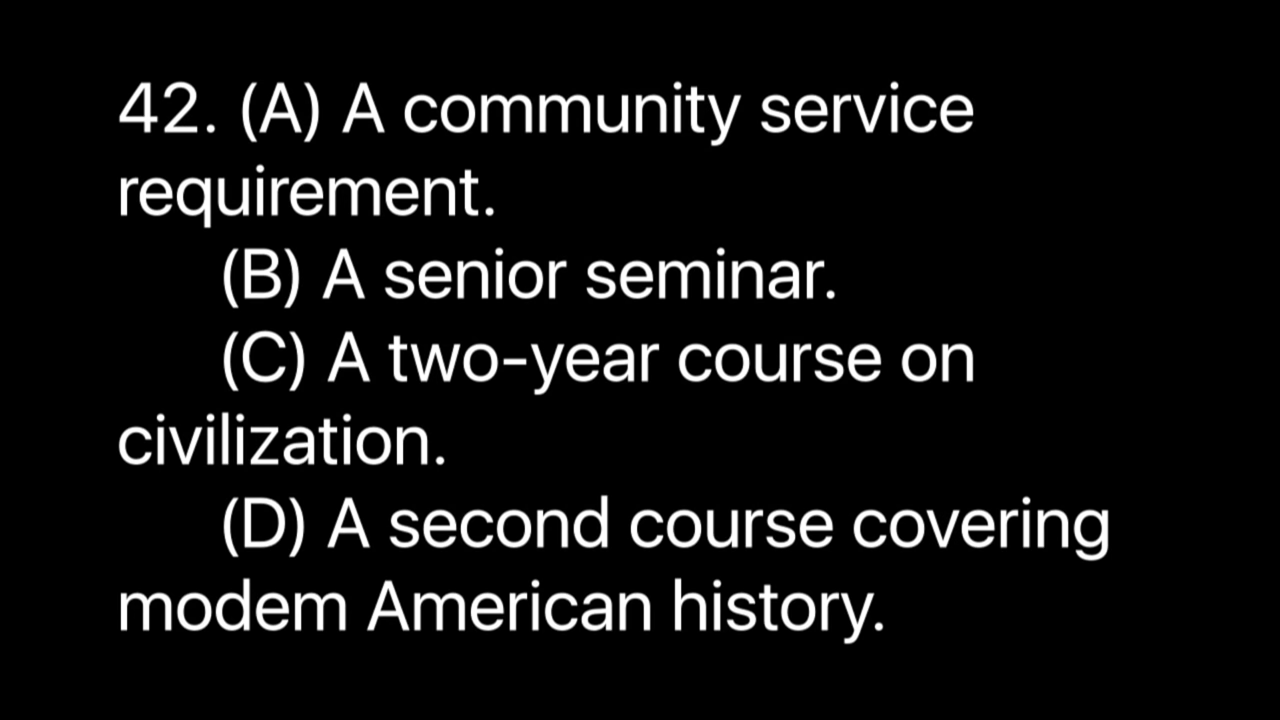 42. (A) A community service
requirement.
(B) A senior seminar.
(C) A two-year course on
civilization.
(D) A second course covering
modem American history.